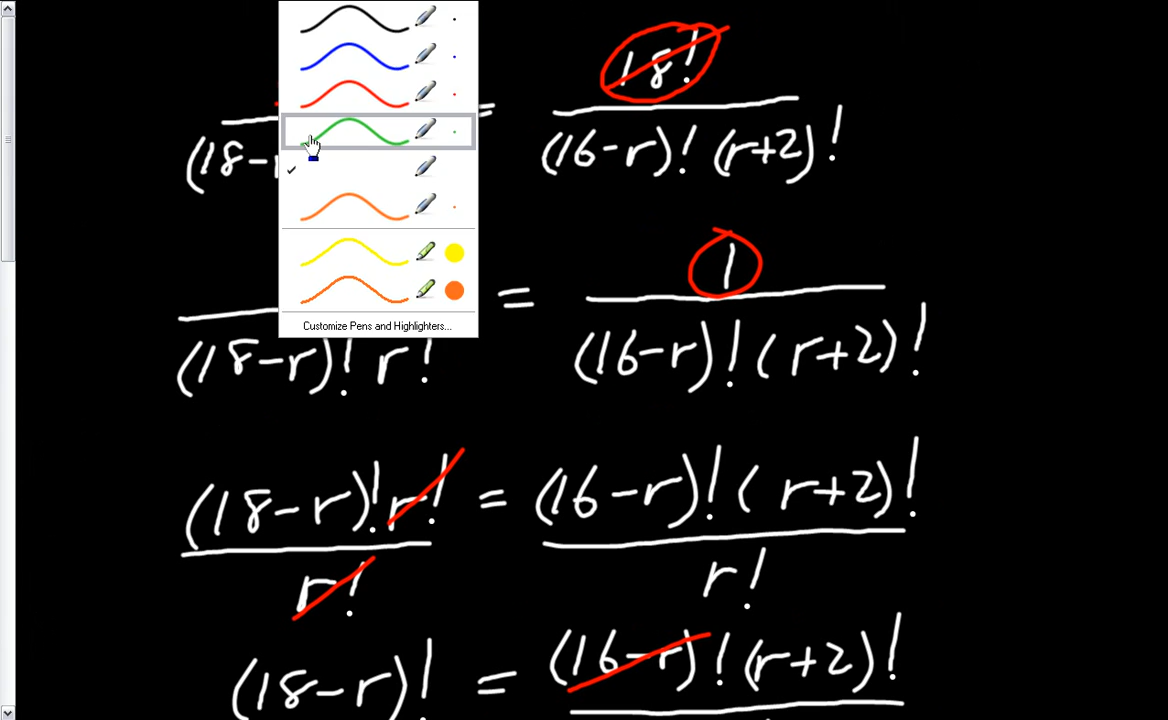 18!
(18- = (16-r)! (r+2)!
1
= (16-r)! (r+2)!
(18-r)! r!
Customize Pens and Highlighters...
(18-r)! r! = (16-r)! (r+2)!
r! r!
(18-r)! = (16-r)! (r+2)!